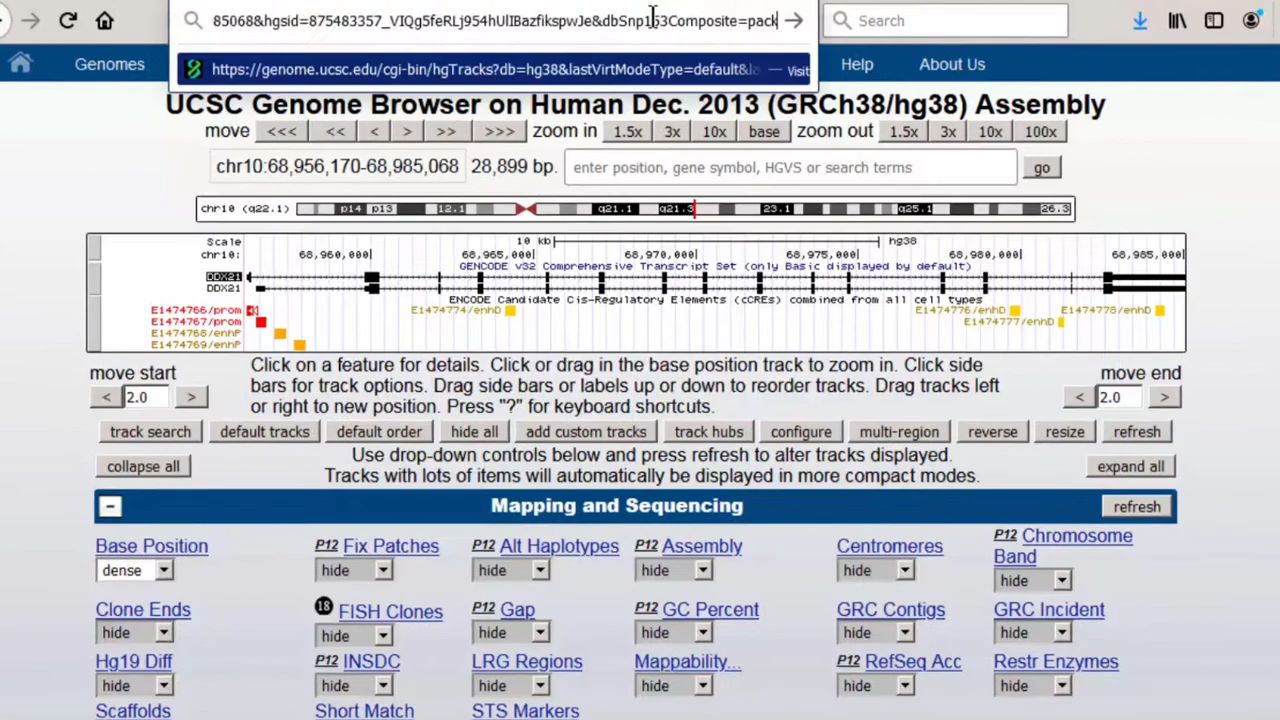 85068&hgsid=875483357_VIQg5feRLj954hUlIBazfikspwJe&dbSnp153Composite=pack
Search
https://genome.ucsc.edu/cgi-bin/hgTracks?db=hg38&lastVirtModeType=default&la — Visit
Genomes
Help
About Us
UCSC Genome Browser on Human Dec. 2013 (GRCh38/hg38) Assembly
move <<< << < > >> >>> zoom in 1.5x 3x 10x base zoom out 1.5x 3x 10x 100x
chr10:68,956,170-68,985,068 28,899 bp. enter position, gene symbol, HGVS or search terms go
chr10 (q22.1) p14 p13 12.1 q21.1 q21.3 23.1 q25.1 26.3
Scale 10 kb hg38
chr10: 68,960,000 68,965,000 68,970,000 68,975,000 68,980,000 68,985,000
GENCODE v32 Comprehensive Transcript Set (only Basic displayed by default)
DDX21
DDX21
ENCODE Candidate Cis-Regulatory Elements (cCREs) combined from all cell types
E1474766/prom E1474774/enhD E1474776/enhD E1474778/enhD
E1474767/prom E1474777/enhD
E1474768/enhP
E1474769/enhP
move start
< 2.0 >
Click on a feature for details. Click or drag in the base position track to zoom in. Click side
bars for track options. Drag side bars or labels up or down to reorder tracks. Drag tracks left
or right to new position. Press "?" for keyboard shortcuts.
move end
< 2.0 >
track search default tracks default order hide all add custom tracks track hubs configure multi-region reverse resize refresh
collapse all
Use drop-down controls below and press refresh to alter tracks displayed.
Tracks with lots of items will automatically be displayed in more compact modes.
expand all
- Mapping and Sequencing refresh
Base Position P12 Fix Patches P12 Alt Haplotypes P12 Assembly Centromeres P12 Chromosome
Band
dense hide hide hide hide hide
Clone Ends 18 FISH Clones P12 Gap P12 GC Percent GRC Contigs GRC Incident
hide hide hide hide hide hide
Hg19 Diff P12 INSDC LRG Regions Mappability... P12 RefSeq Acc Restr Enzymes
hide hide hide hide hide hide
Scaffolds Short Match STS Markers